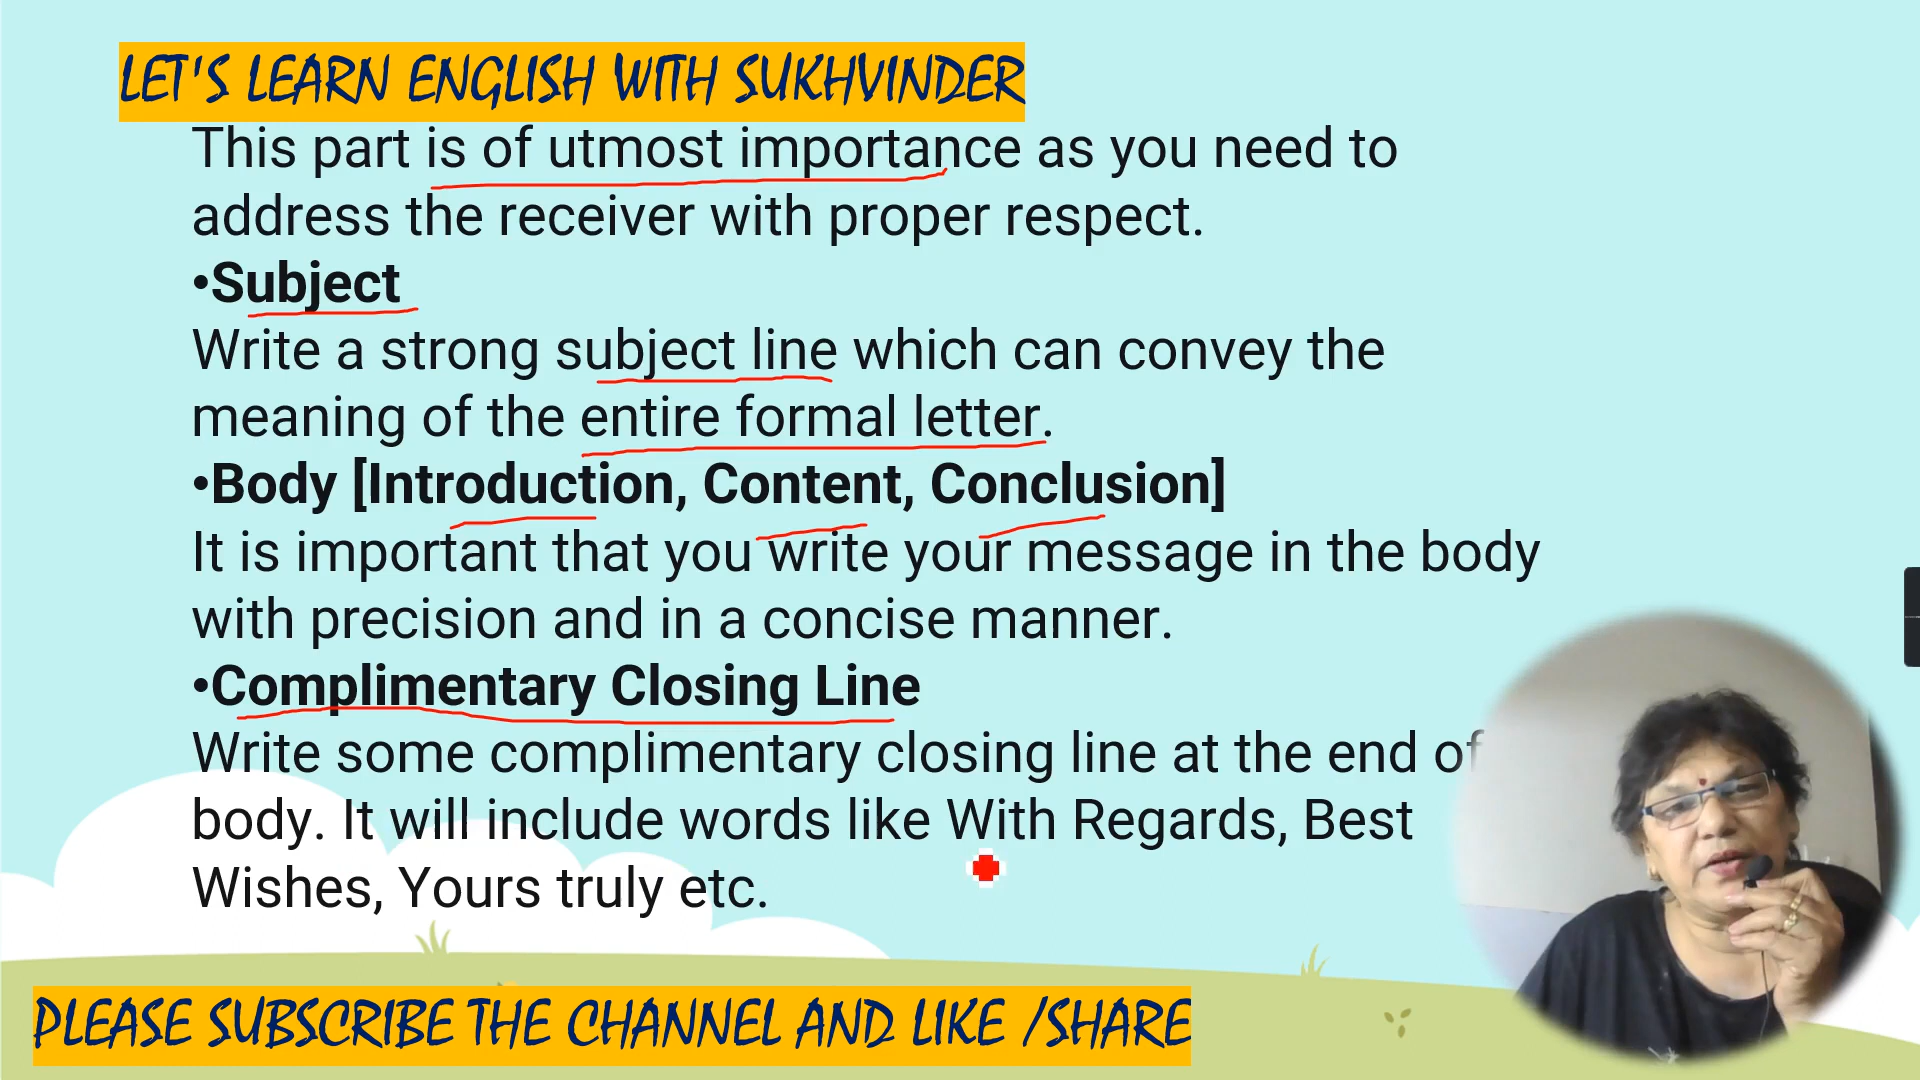 LET'S LEARN ENGLISH WITH SUKHVINDER
This part is of utmost importance as you need to
address the receiver with proper respect.
•Subject
Write a strong subject line which can convey the
meaning of the entire formal letter.
•Body [Introduction, Content, Conclusion]
It is important that you write your message in the body
with precision and in a concise manner.
•Complimentary Closing Line
Write some complimentary closing line at the end of
body. It will include words like With Regards, Best
Wishes, Yours truly etc.
PLEASE SUBSCRIBE THE CHANNEL AND LIKE /SHARE